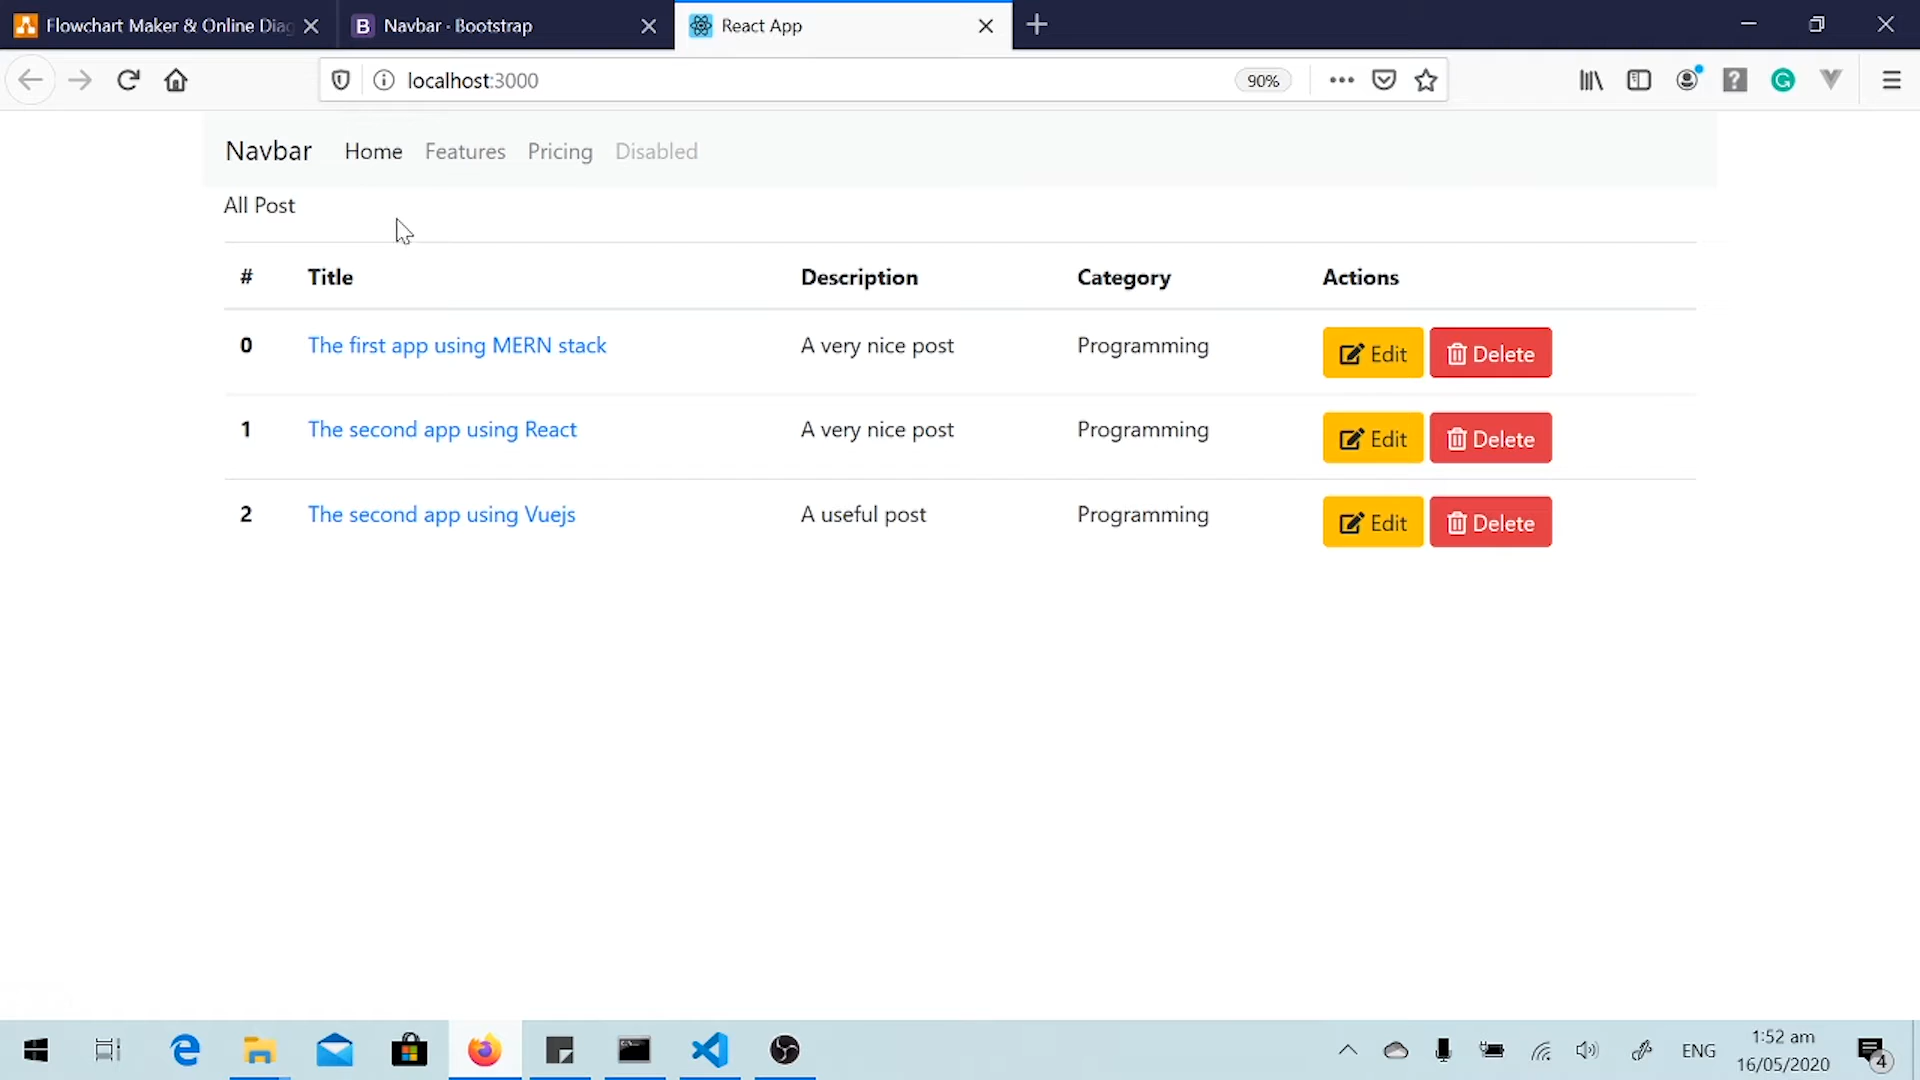 Flowchart Maker & Online Diag
Navbar · Bootstrap
React App
localhost:3000
90%
Navbar Home Features Pricing Disabled
All Post
# Title Description Category Actions
0 The first app using MERN stack A very nice post Programming Edit Delete
1 The second app using React A very nice post Programming Edit Delete
2 The second app using Vuejs A useful post Programming Edit Delete
ENG
1:52 am
16/05/2020
4